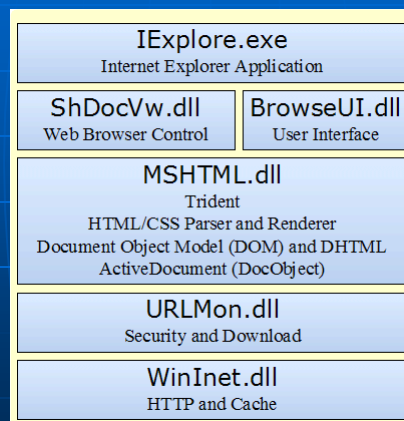 IExplore.exe
Internet Explorer Application
ShDocVw.dll
Web Browser Control
BrowseUI.dll
User Interface
MSHTML.dll
Trident
HTML/CSS Parser and Renderer
Document Object Model (DOM) and DHTML
ActiveDocument (DocObject)
URLMon.dll
Security and Download
WinInet.dll
HTTP and Cache